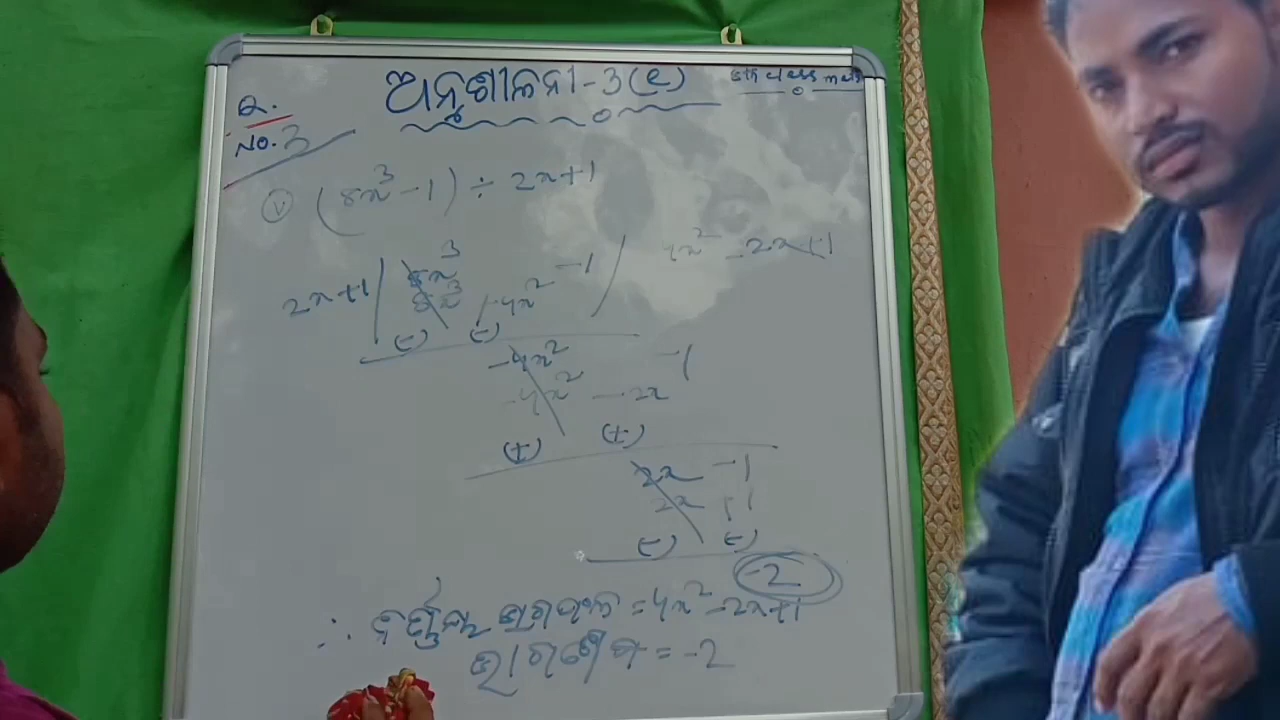 ଅନୁଶୀଳନୀ-3(e) 8th class math
Q.
No. 3
(v) (8x³ - 1) ÷ 2x+1
2x+1 8x³ -1 4x² - 2x+1
8x³ + 4x²
(-) (-)
-4x² -1
-4x² - 2x
(+) (+)
2x -1
2x +1
(-) (-)
-2
∴ ନିର୍ଣ୍ଣେୟ ଭାଗଫଳ = 4x² - 2x+1
ଭାଗଶେଷ = -2